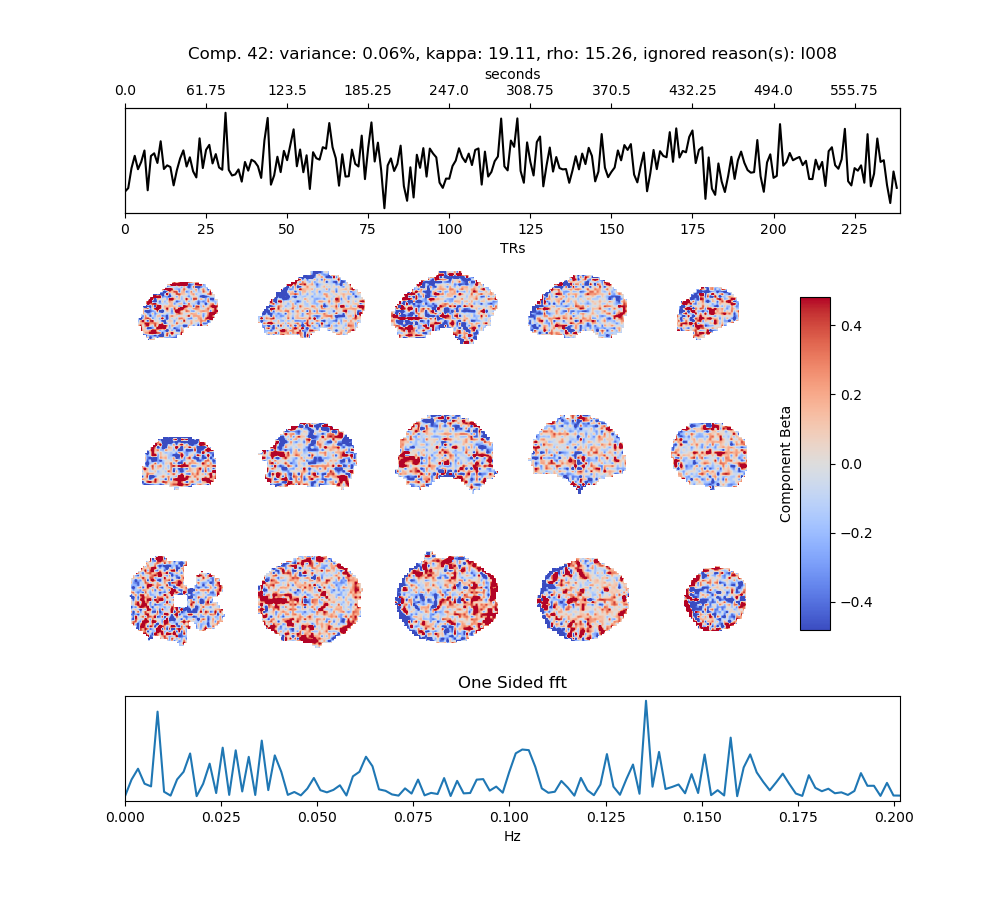 Comp. 42: variance: 0.06%, kappa: 19.11, rho: 15.26, ignored reason(s): I008
seconds
0.0 61.75 123.5 185.25 247.0 308.75 370.5 432.25 494.0 555.75
0 25 50 75 100 125 150 175 200 225
TRs
0.4
0.2
0.0
−0.2
−0.4
Component Beta
One Sided fft
0.000 0.025 0.050 0.075 0.100 0.125 0.150 0.175 0.200
Hz